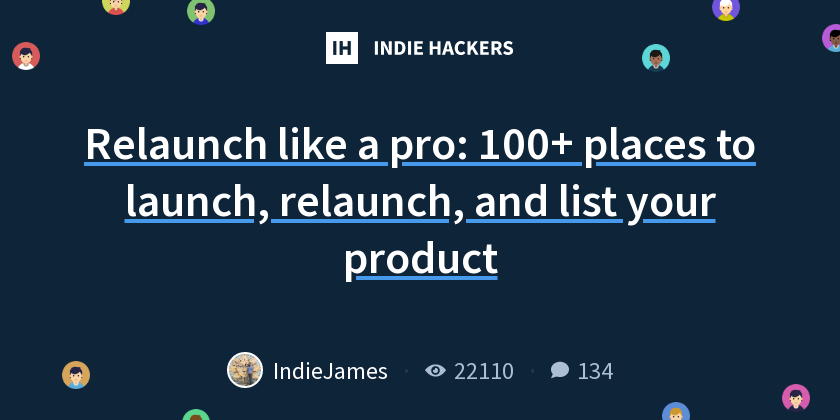 IH INDIE HACKERS
Relaunch like a pro: 100+ places to
launch, relaunch, and list your
product
IndieJames · 22110 · 134